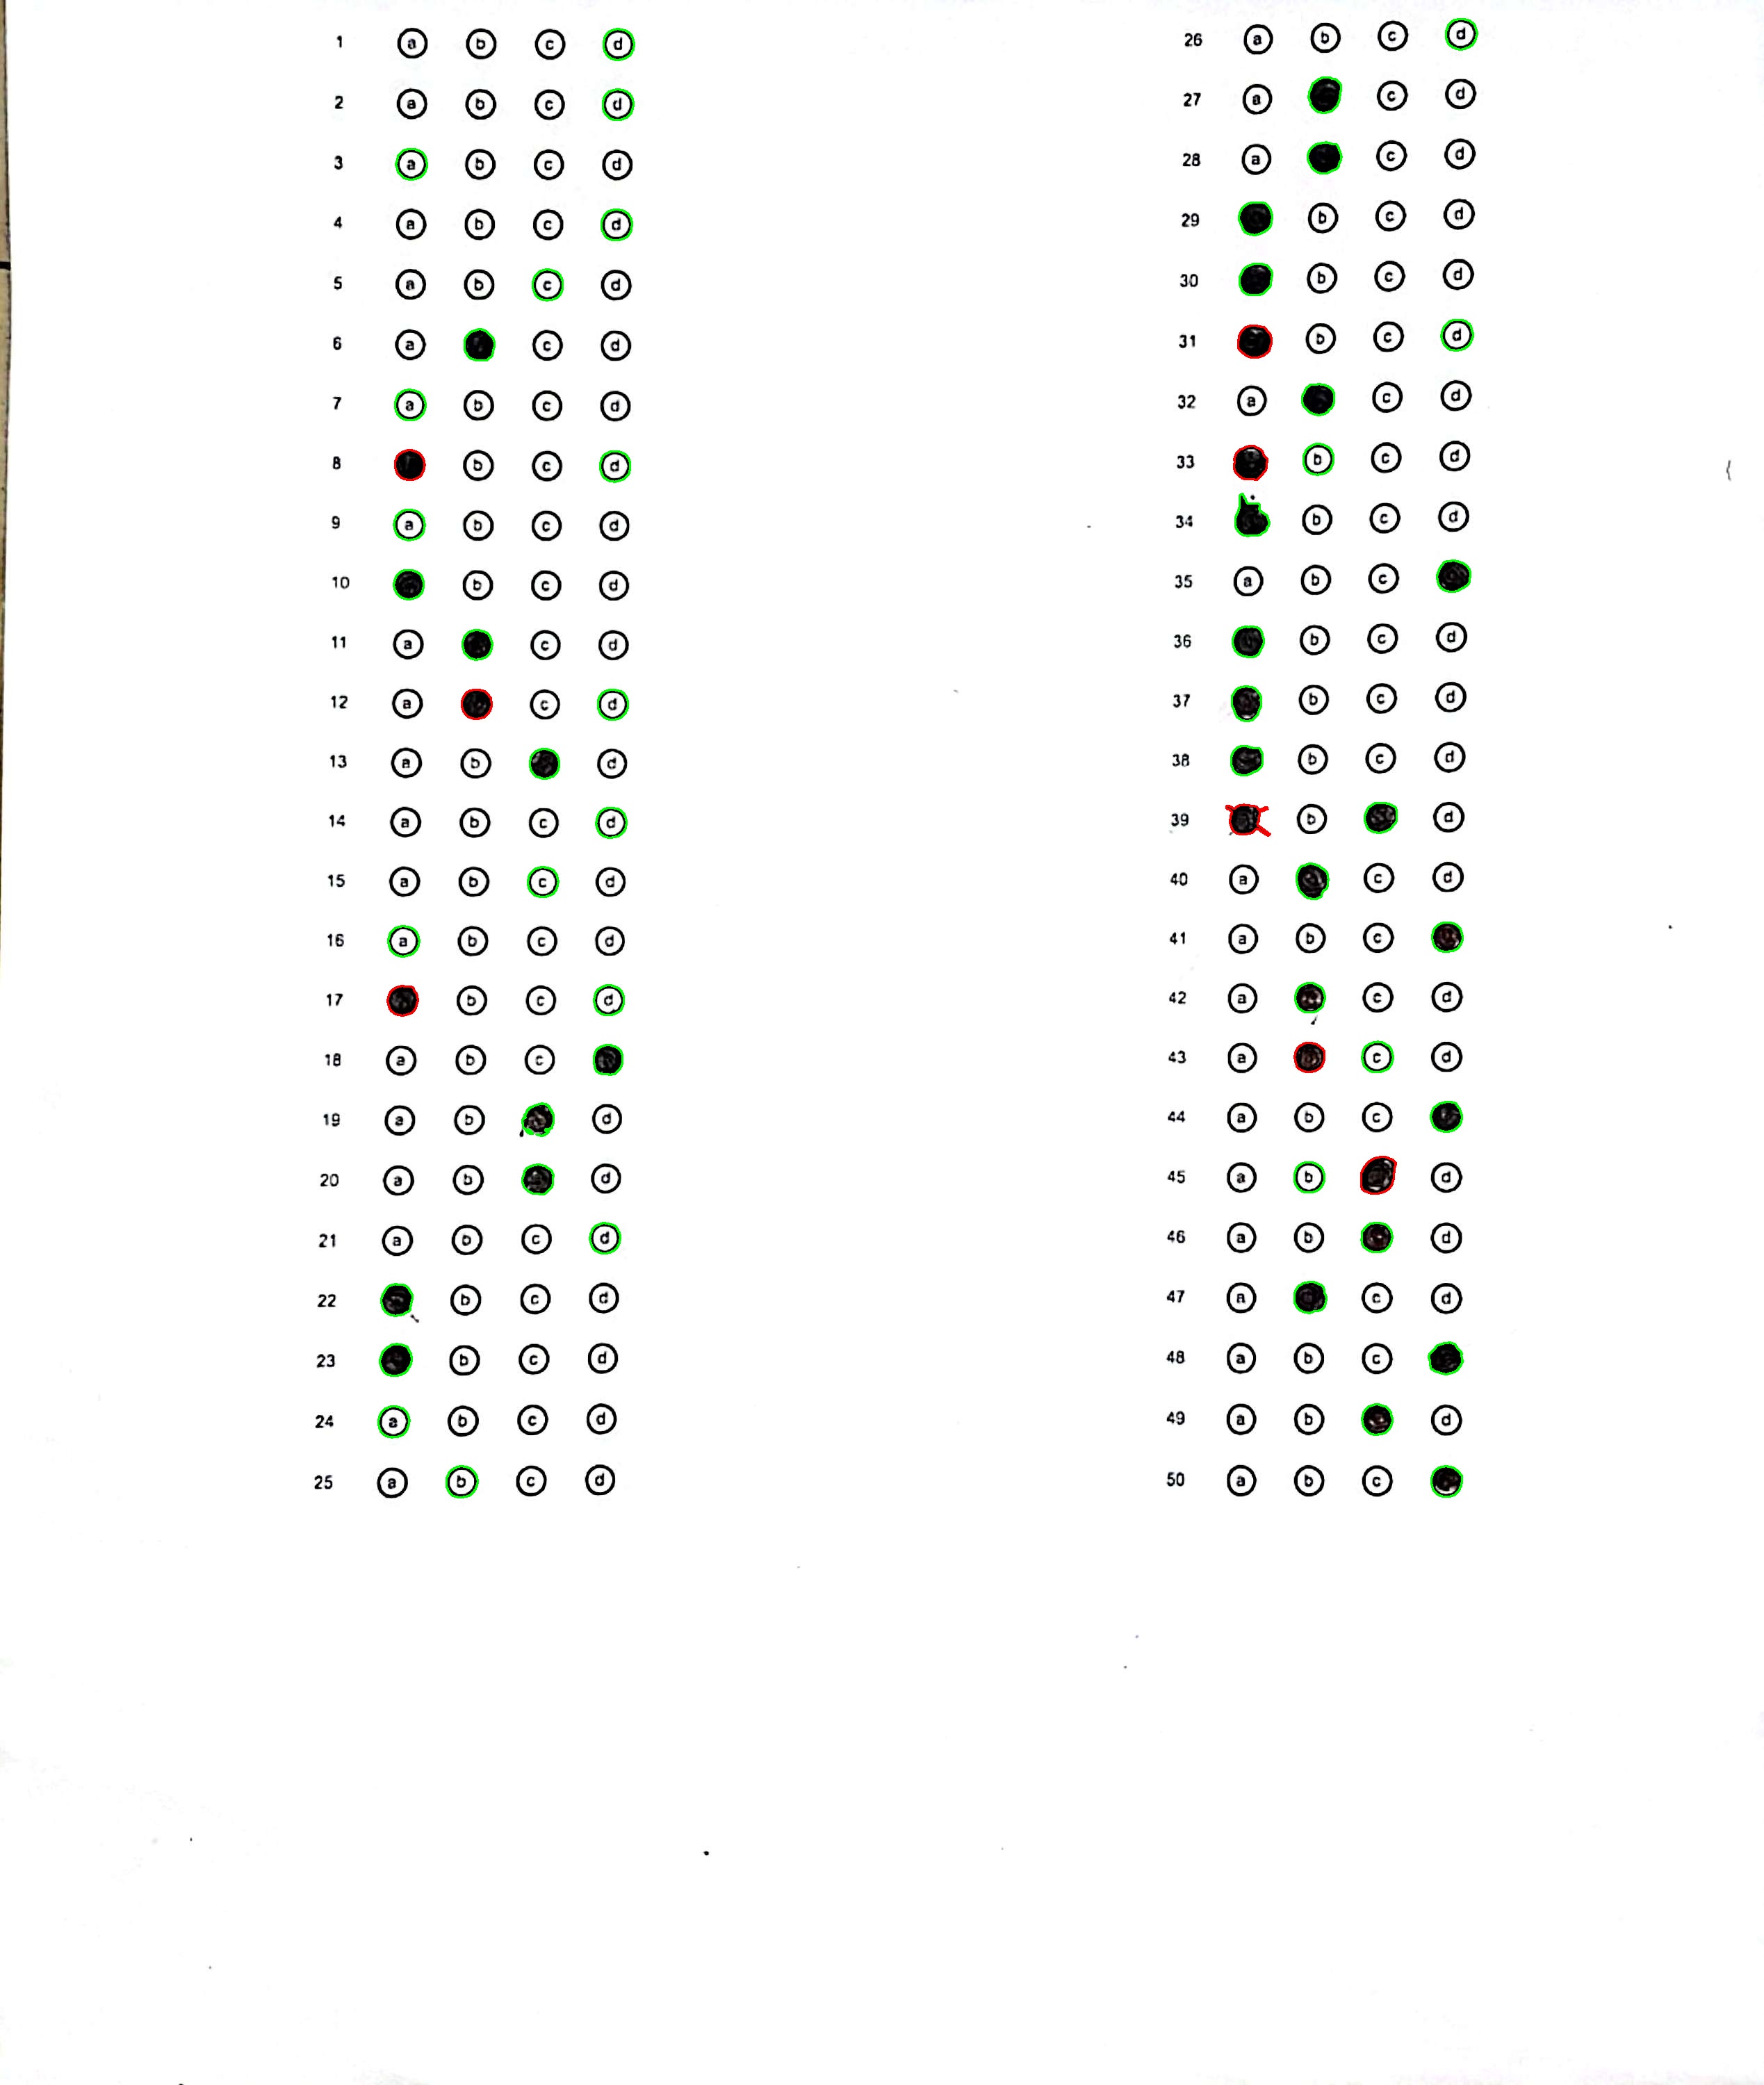 1 a b c d
2 a b c d
3 a b c d
4 a b c d
5 a b c d
6 a c d
7 a b c d
8 b c d
9 a b c d
10 b c d
11 a c d
12 a c d
13 a b d
14 a b c d
15 a b c d
16 a b c d
17 b c d
18 a b c
19 a b d
20 a b d
21 a b c d
22 b c d
23 b c d
24 a b c d
25 a b c d
26 a b c d
27 a c d
28 a c d
29 b c d
30 b c d
31 b c d
32 a c d
33 b c d
34 b c d
35 a b c
36 b c d
37 b c d
38 b c d
39 b d
40 a c d
41 a b c
42 a c d
43 a c d
44 a b c
45 a b d
46 a b d
47 a c d
48 a b c
49 a b d
50 a b c